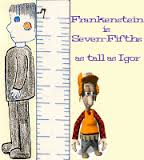 Frankenstein
is
Seven-Fifths
as tall as Igor